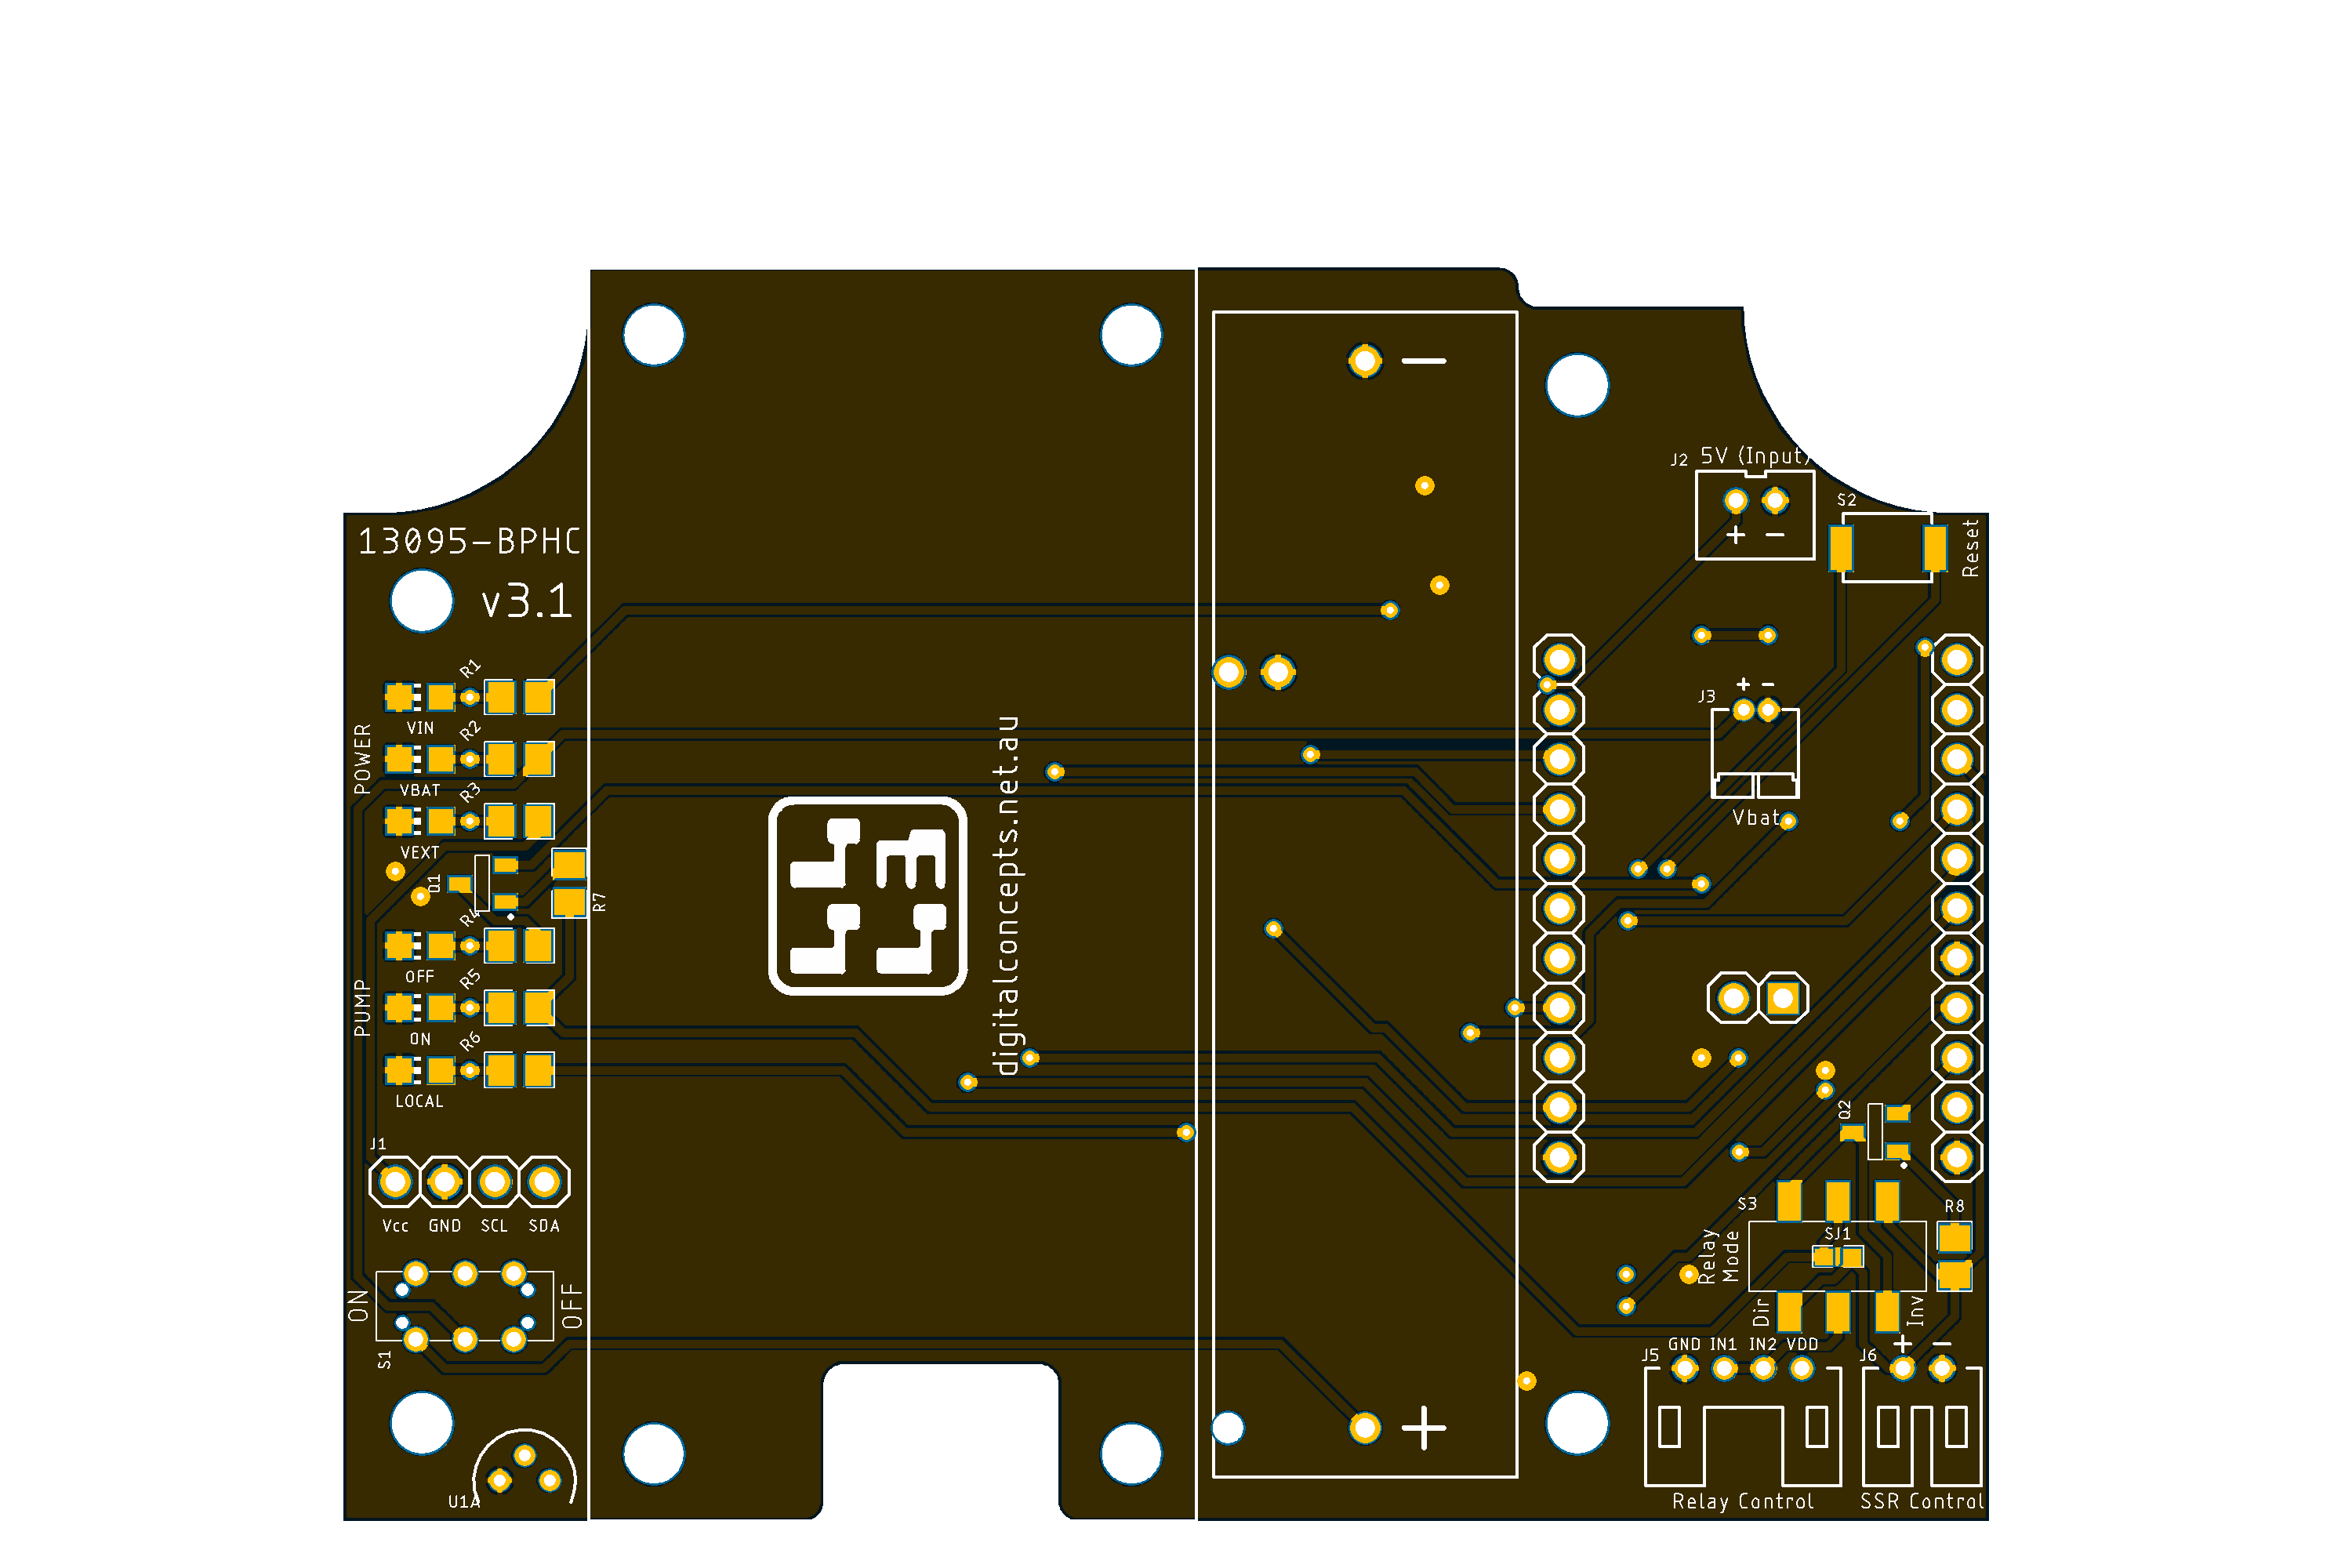 13095-BPHC
v3.1
R1
VIN
R2
POWER
VBAT
R3
VEXT
Q1
R7
R4
OFF
R5
PUMP
ON
R6
LOCAL
J1
Vcc GND SCL SDA
ON
OFF
S1
U1A
digitalconcepts.net.au
−
+
J2 5V (Input)
+ −
S2
Reset
+ −
J3
Vbat
Q2
S3
R8
SJ1
Relay
Mode
Dir
Inv
GND IN1 IN2 VDD
J5
J6
+ −
Relay Control
SSR Control